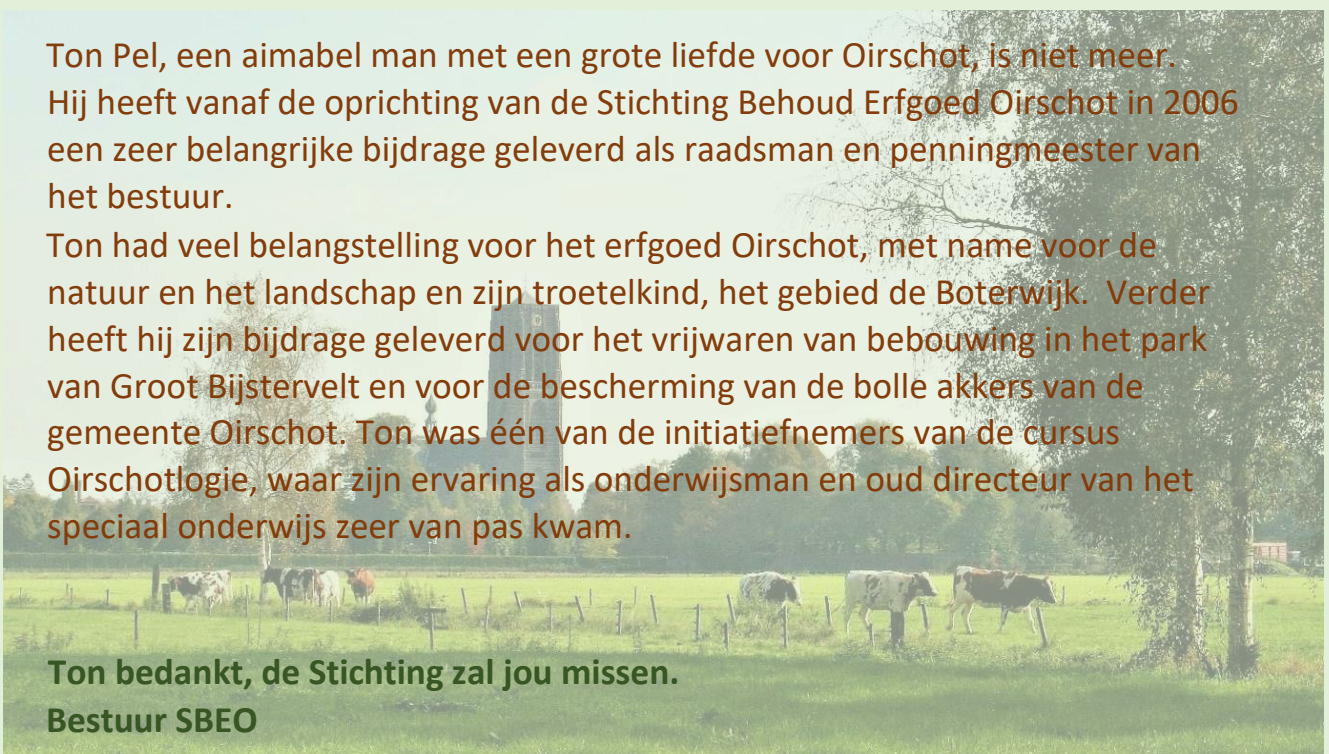 Ton Pel, een aimabel man met een grote liefde voor Oirschot, is niet meer.
Hij heeft vanaf de oprichting van de Stichting Behoud Erfgoed Oirschot in 2006
een zeer belangrijke bijdrage geleverd als raadsman en penningmeester van
het bestuur.
Ton had veel belangstelling voor het erfgoed Oirschot, met name voor de
natuur en het landschap en zijn troetelkind, het gebied de Boterwijk.  Verder
heeft hij zijn bijdrage geleverd voor het vrijwaren van bebouwing in het park
van Groot Bijstervelt en voor de bescherming van de bolle akkers van de
gemeente Oirschot. Ton was één van de initiatiefnemers van de cursus
Oirschotlogie, waar zijn ervaring als onderwijsman en oud directeur van het
speciaal onderwijs zeer van pas kwam.
Ton bedankt, de Stichting zal jou missen.
Bestuur SBEO